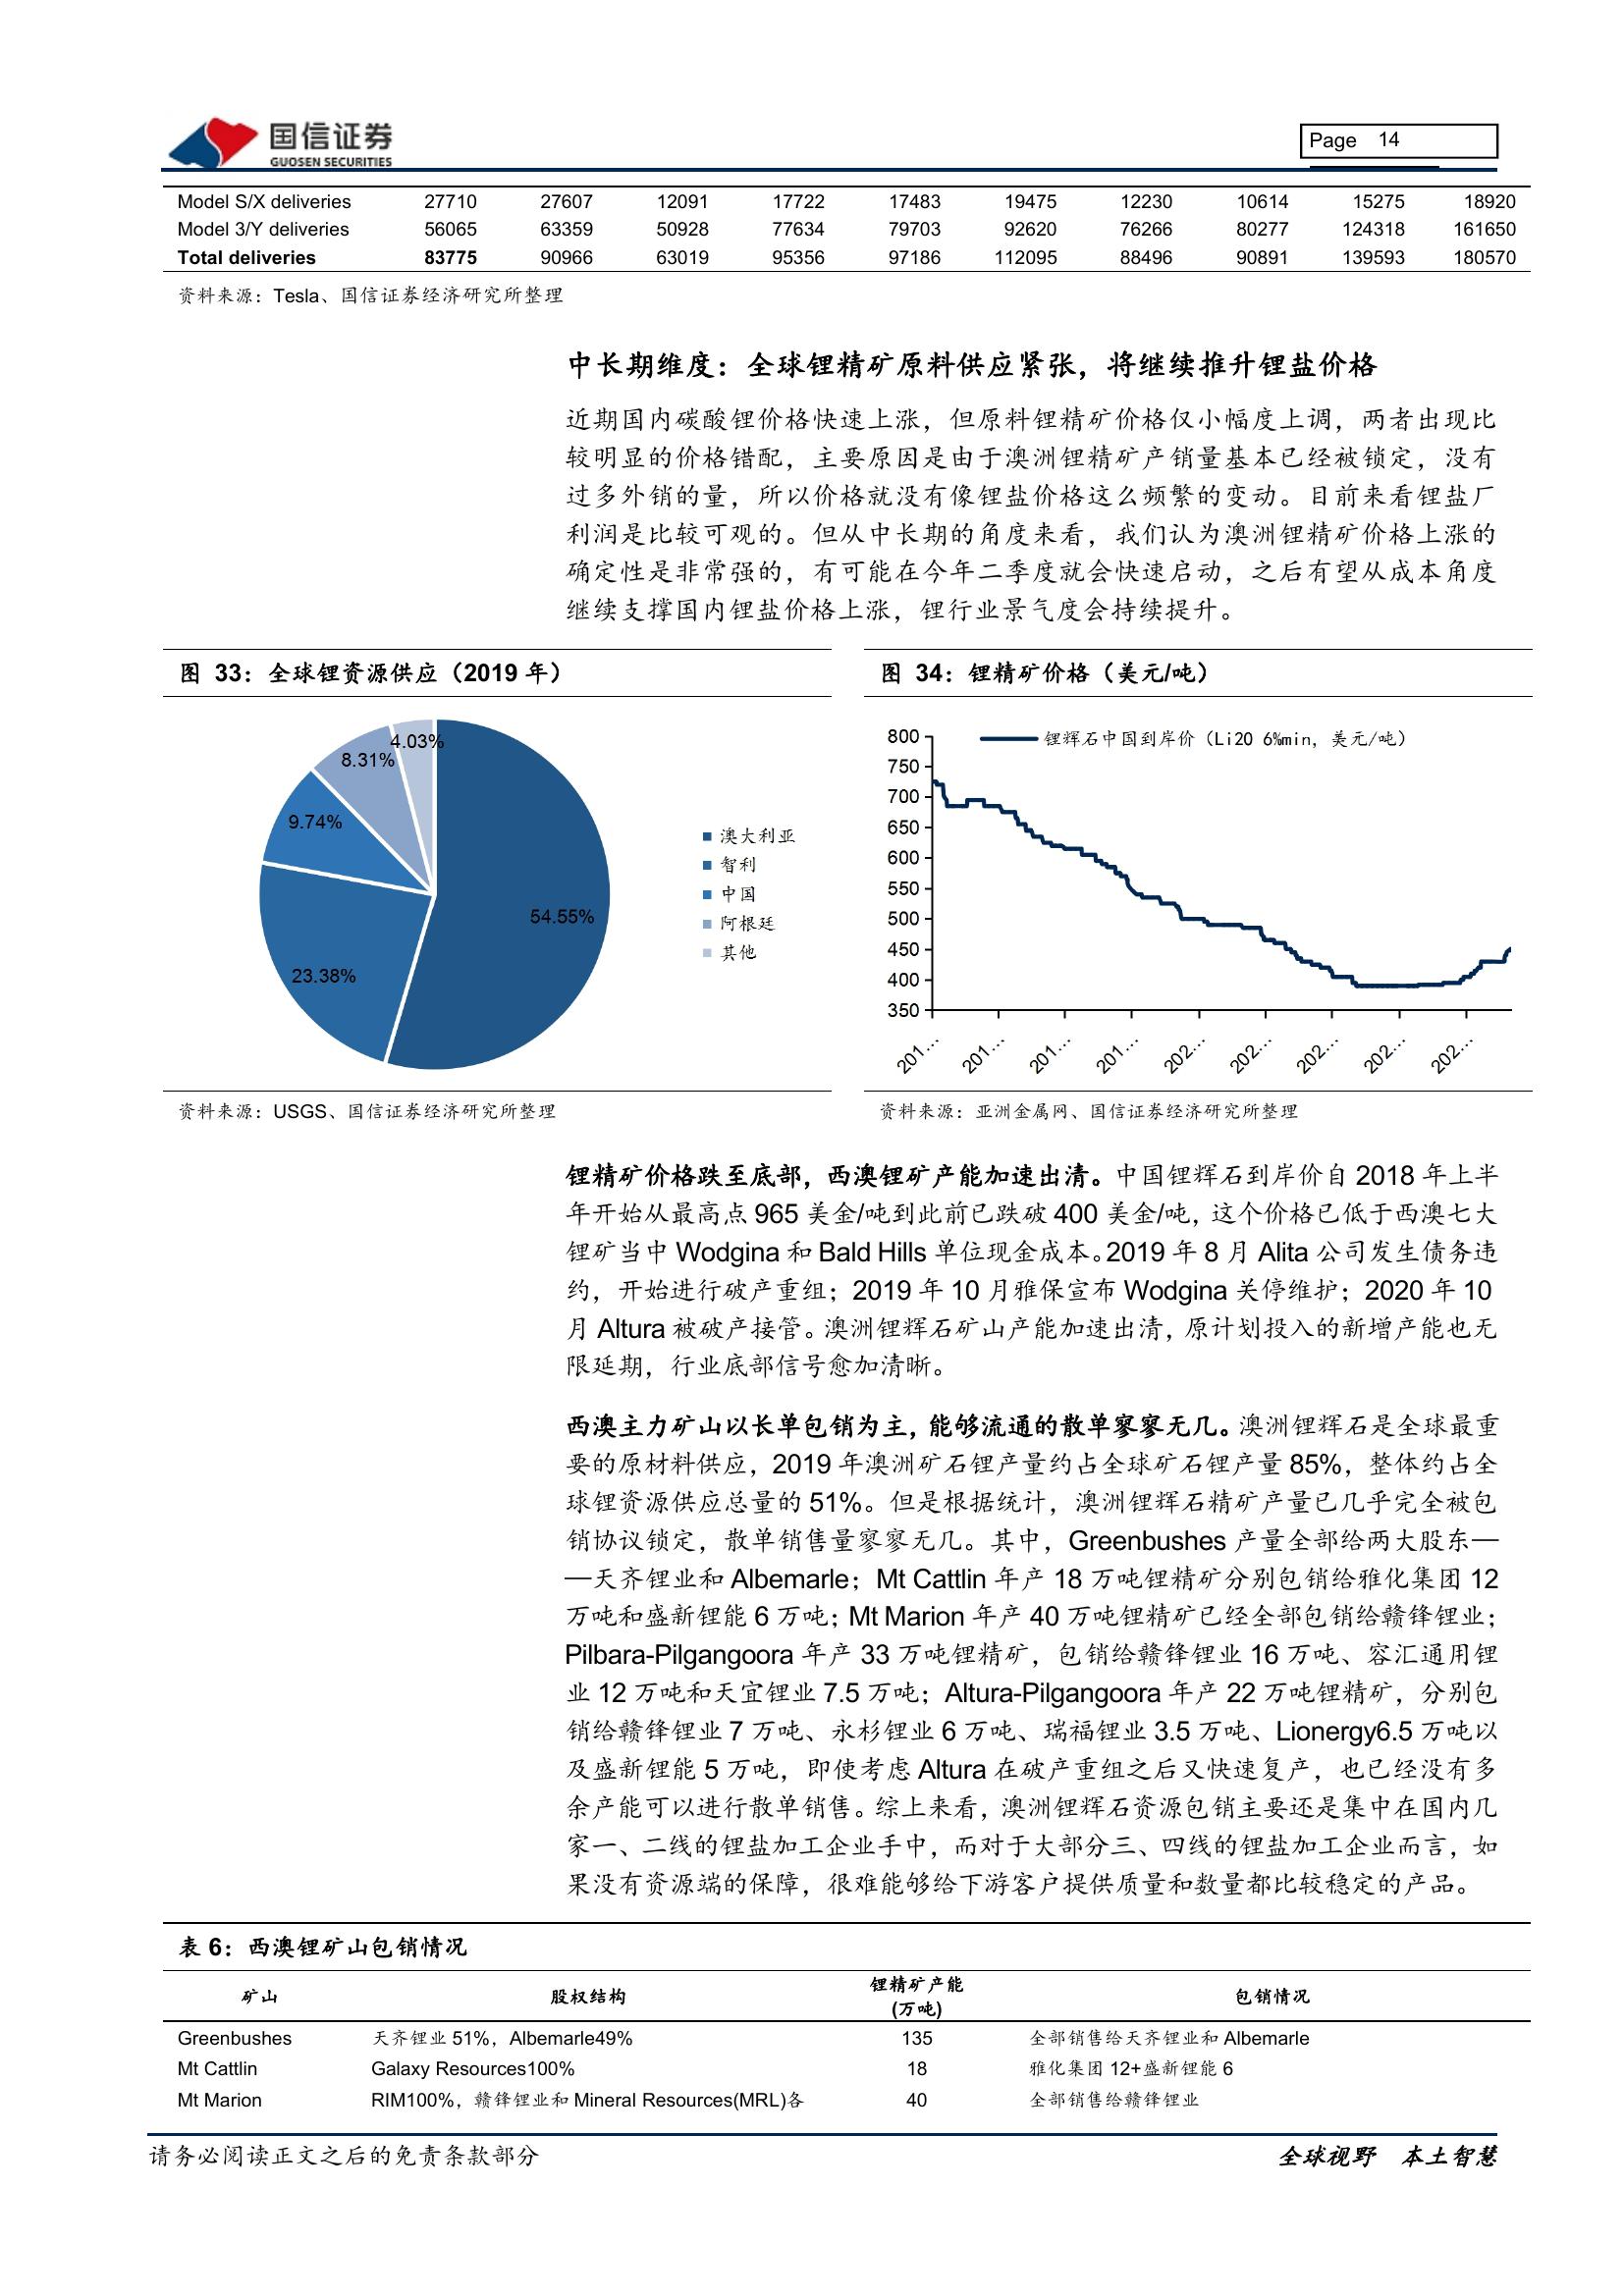 国信证券
GUOSEN SECURITIES
Page 14
Model S/X deliveries 27710 27607 12091 17722 17483 19475 12230 10614 15275 18920
Model 3/Y deliveries 56065 63359 50928 77634 79703 92620 76266 80277 124318 161650
Total deliveries 83775 90966 63019 95356 97186 112095 88496 90891 139593 180570
资料来源：Tesla、国信证券经济研究所整理
中长期维度：全球锂精矿原料供应紧张，将继续推升锂盐价格
近期国内碳酸锂价格快速上涨，但原料锂精矿价格仅小幅度上调，两者出现比
较明显的价格错配，主要原因是由于澳洲锂精矿产销量基本已经被锁定，没有
过多外销的量，所以价格就没有像锂盐价格这么频繁的变动。目前来看锂盐厂
利润是比较可观的。但从中长期的角度来看，我们认为澳洲锂精矿价格上涨的
确定性是非常强的，有可能在今年二季度就会快速启动，之后有望从成本角度
继续支撑国内锂盐价格上涨，锂行业景气度会持续提升。
图 33：全球锂资源供应（2019 年）
4.03%
8.31%
9.74%
54.55%
23.38%
澳大利亚
智利
中国
阿根廷
其他
资料来源：USGS、国信证券经济研究所整理
图 34：锂精矿价格（美元/吨）
锂辉石中国到岸价（Li2O 6%min, 美元/吨）
800
750
700
650
600
550
500
450
400
350
201... 201... 201... 201... 202... 202... 202... 202... 202...
资料来源：亚洲金属网、国信证券经济研究所整理
锂精矿价格跌至底部，西澳锂矿产能加速出清。中国锂辉石到岸价自 2018 年上半
年开始从最高点 965 美金/吨到此前已跌破 400 美金/吨，这个价格已低于西澳七大
锂矿当中 Wodgina 和 Bald Hills 单位现金成本。2019 年 8 月 Alita 公司发生债务违
约，开始进行破产重组；2019 年 10 月雅保宣布 Wodgina 关停维护；2020 年 10
月 Altura 被破产接管。澳洲锂辉石矿山产能加速出清，原计划投入的新增产能也无
限延期，行业底部信号愈加清晰。
西澳主力矿山以长单包销为主，能够流通的散单寥寥无几。澳洲锂辉石是全球最重
要的原材料供应，2019 年澳洲矿石锂产量约占全球矿石锂产量 85%，整体约占全
球锂资源供应总量的 51%。但是根据统计，澳洲锂辉石精矿产量已几乎完全被包
销协议锁定，散单销售量寥寥无几。其中，Greenbushes 产量全部给两大股东—
—天齐锂业和 Albemarle；Mt Cattlin 年产 18 万吨锂精矿分别包销给雅化集团 12
万吨和盛新锂能 6 万吨；Mt Marion 年产 40 万吨锂精矿已经全部包销给赣锋锂业；
Pilbara-Pilgangoora 年产 33 万吨锂精矿，包销给赣锋锂业 16 万吨、容汇通用锂
业 12 万吨和天宜锂业 7.5 万吨；Altura-Pilgangoora 年产 22 万吨锂精矿，分别包
销给赣锋锂业 7 万吨、永杉锂业 6 万吨、瑞福锂业 3.5 万吨、Lionergy6.5 万吨以
及盛新锂能 5 万吨，即使考虑 Altura 在破产重组之后又快速复产，也已经没有多
余产能可以进行散单销售。综上来看，澳洲锂辉石资源包销主要还是集中在国内几
家一、二线的锂盐加工企业手中，而对于大部分三、四线的锂盐加工企业而言，如
果没有资源端的保障，很难能够给下游客户提供质量和数量都比较稳定的产品。
表 6：西澳锂矿山包销情况
矿山 股权结构 锂精矿产能(万吨) 包销情况
Greenbushes 天齐锂业 51%，Albemarle49% 135 全部销售给天齐锂业和 Albemarle
Mt Cattlin Galaxy Resources100% 18 雅化集团 12+盛新锂能 6
Mt Marion RIM100%，赣锋锂业和 Mineral Resources(MRL)各 40 全部销售给赣锋锂业
请务必阅读正文之后的免责条款部分
全球视野 本土智慧